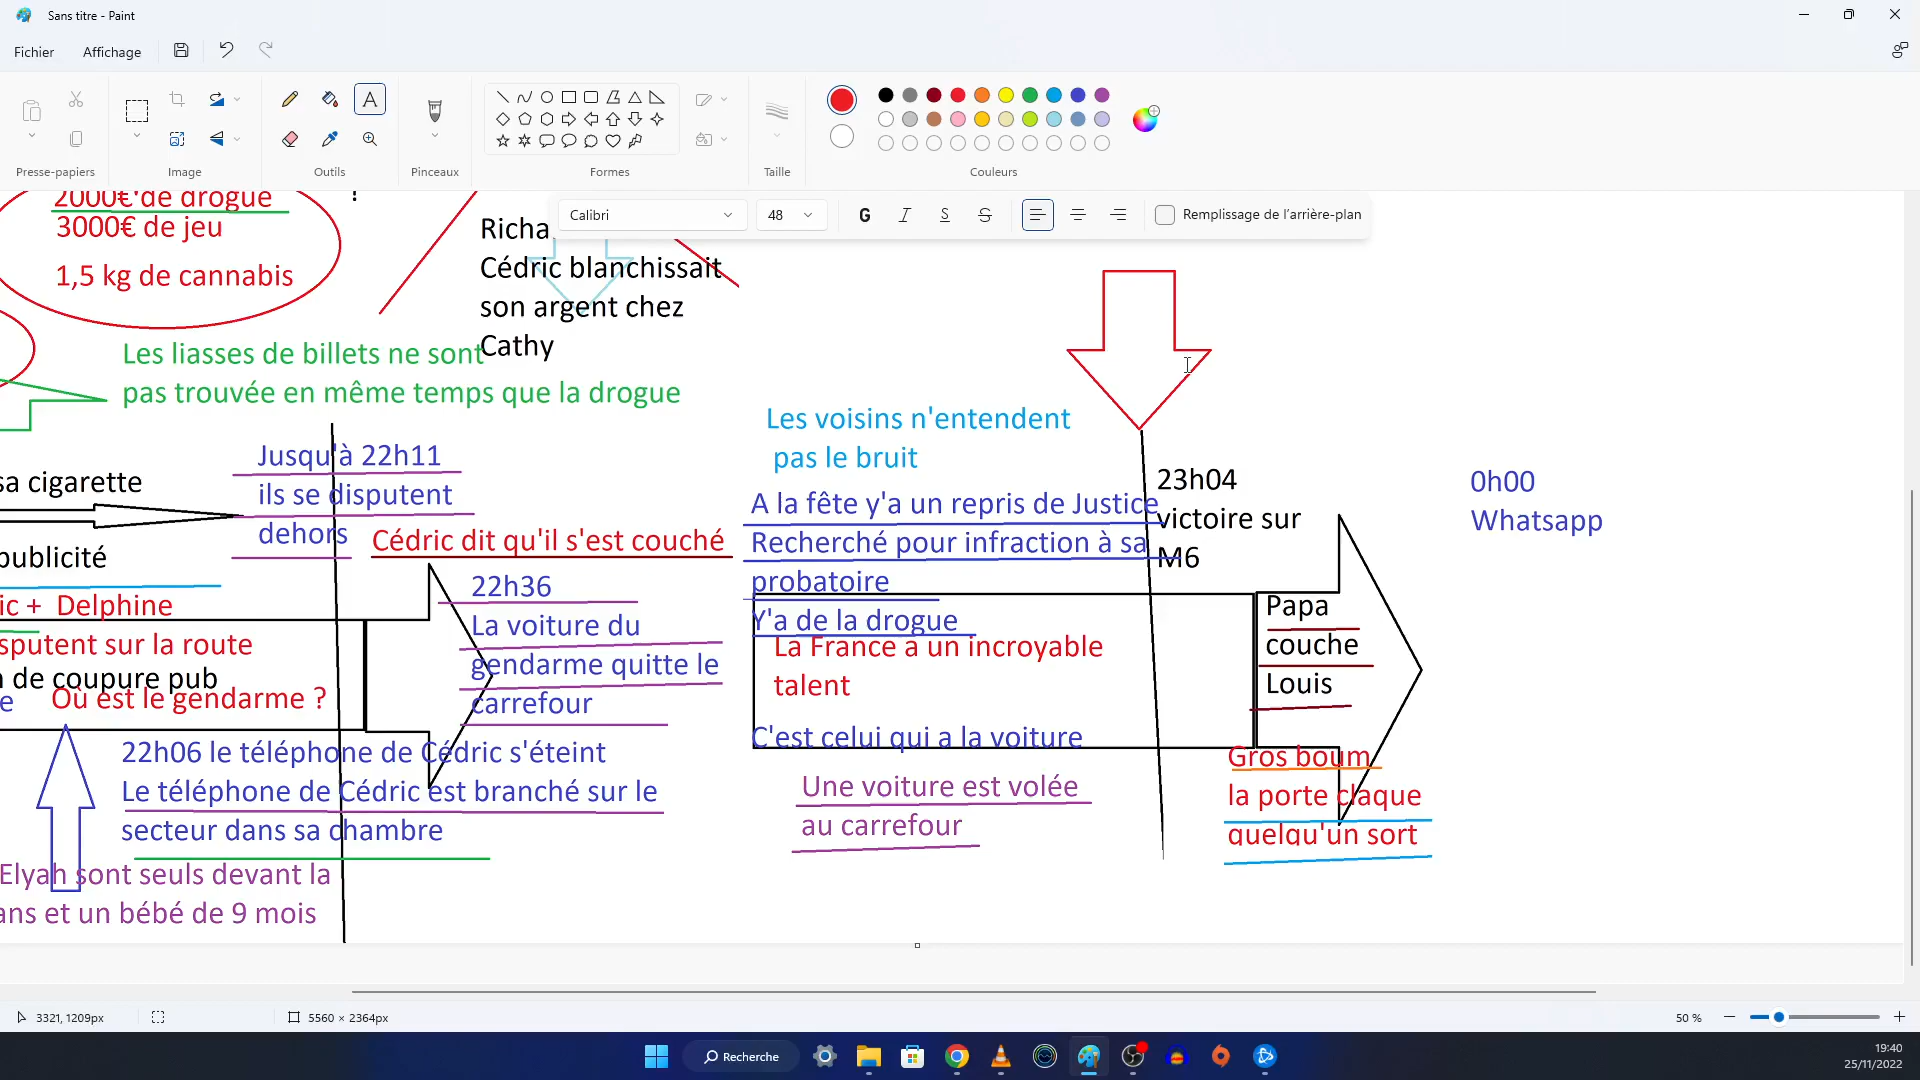 Sans titre - Paint
Fichier
Affichage
Presse-papiers
Image
Outils
Pinceaux
Formes
Taille
Couleurs
Calibri
48
G
I
S
S
Remplissage de l'arrière-plan
2000€ de drogue
3000€ de jeu
1,5 kg de cannabis
!
Richa
Cédric blanchissait
son argent chez
Cathy
Les liasses de billets ne sont
pas trouvée en même temps que la drogue
sa cigarette
Jusqu'à 22h11
ils se disputent
dehors
publicité
Cédric dit qu'il s'est couché
ic + Delphine
sputent sur la route
n de coupure pub
e
Où est le gendarme ?
22h36
La voiture du
gendarme quitte le
carrefour
22h06 le téléphone de Cédric s'éteint
Le téléphone de Cédric est branché sur le
secteur dans sa chambre
Elyah sont seuls devant la
ans et un bébé de 9 mois
Les voisins n'entendent
pas le bruit
A la fête y'a un repris de Justice
Recherché pour infraction à sa
probatoire
Y'a de la drogue
La France a un incroyable
talent
C'est celui qui a la voiture
Une voiture est volée
au carrefour
23h04
victoire sur
M6
0h00
Whatsapp
Papa
couche
Louis
Gros boum
la porte claque
quelqu'un sort
3321, 1209px
5560 × 2364px
50 %
Recherche
19:40
25/11/2022